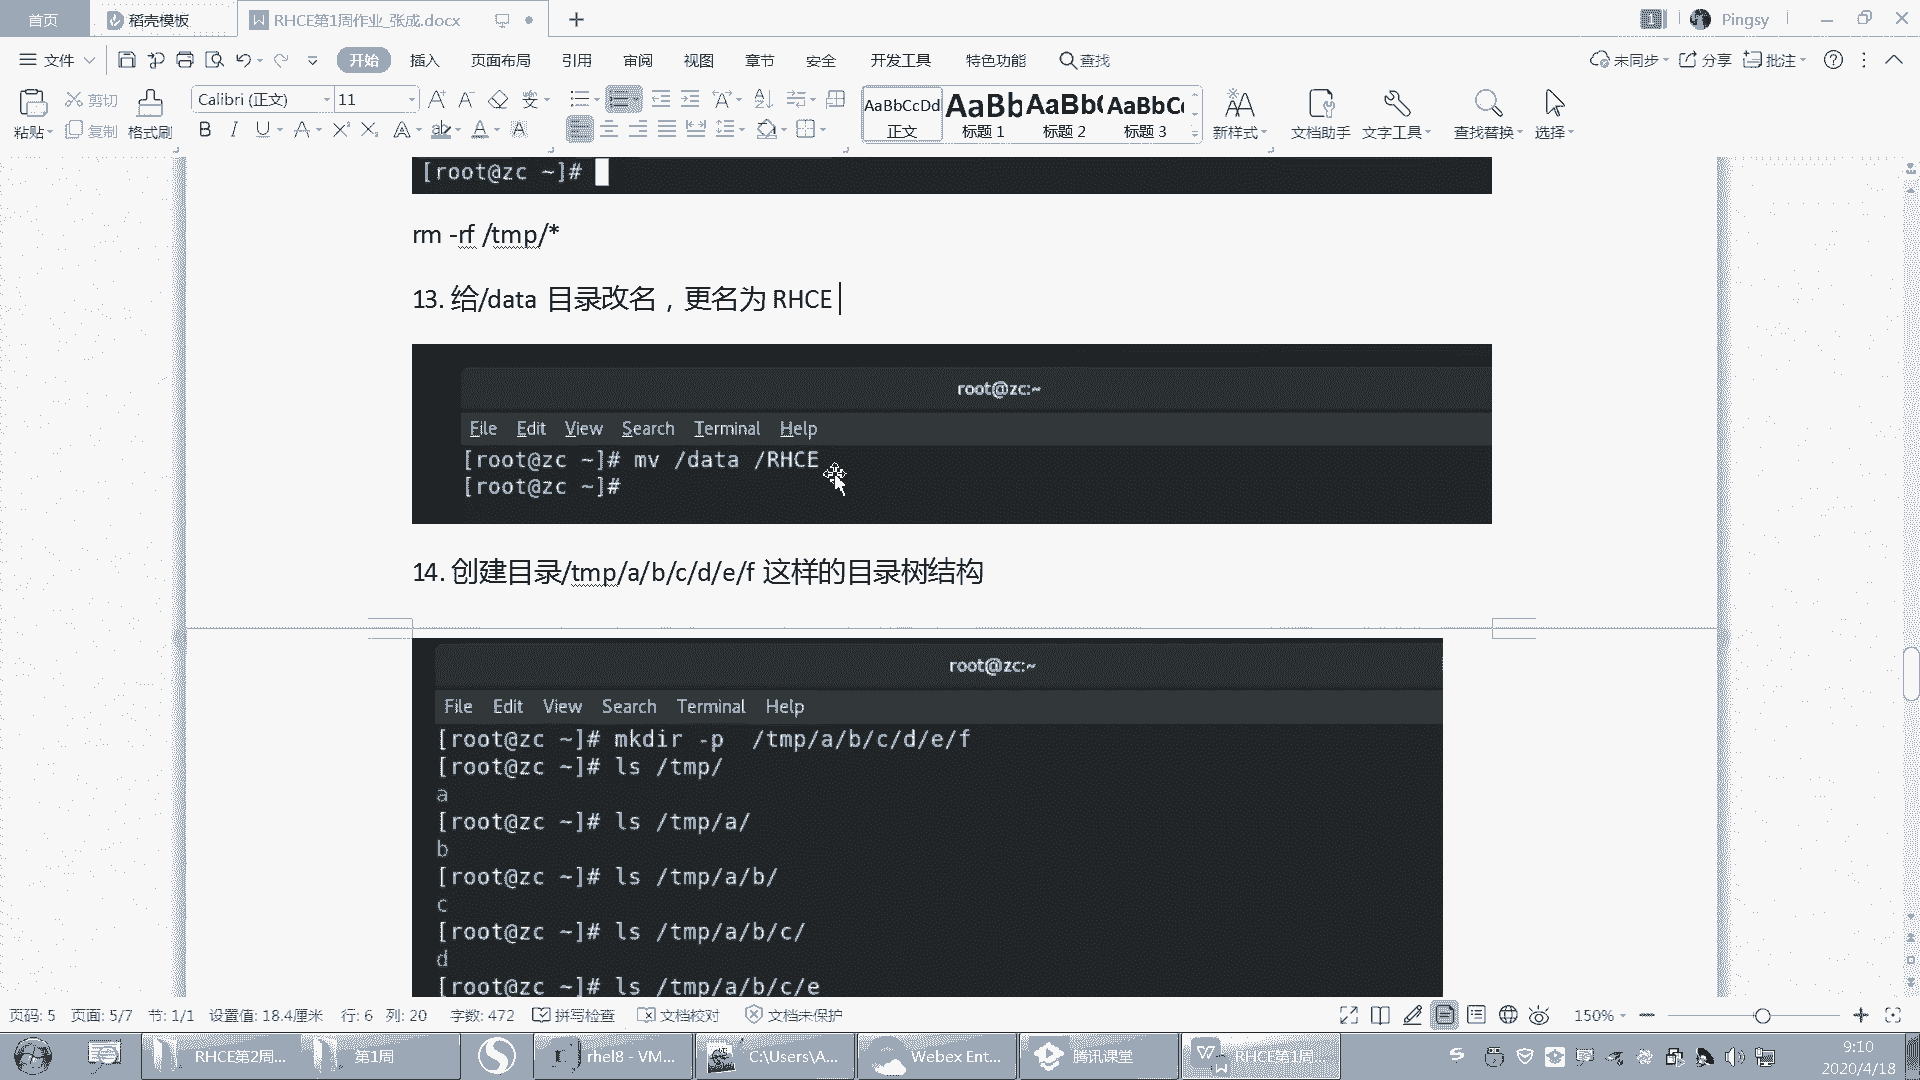 首页
稻壳模板
RHCE第1周作业_张成.docx
Pingsy
文件
开始
插入
页面布局
引用
审阅
视图
章节
安全
开发工具
特色功能
查找
未同步
分享
批注
粘贴
剪切
复制
格式刷
Calibri (正文)
11
AaBbCcDd
正文
AaBb
标题 1
AaBb(
标题 2
AaBbC(
标题 3
新样式
文档助手
文字工具
查找替换
选择
[root@zc ~]#
rm -rf /tmp/*
13. 给/data 目录改名，更名为 RHCE
root@zc:~
File Edit View Search Terminal Help
[root@zc ~]# mv /data /RHCE
[root@zc ~]#
14. 创建目录/tmp/a/b/c/d/e/f 这样的目录树结构
root@zc:~
File Edit View Search Terminal Help
[root@zc ~]# mkdir -p  /tmp/a/b/c/d/e/f
[root@zc ~]# ls /tmp/
a
[root@zc ~]# ls /tmp/a/
b
[root@zc ~]# ls /tmp/a/b/
c
[root@zc ~]# ls /tmp/a/b/c/
d
[root@zc ~]# ls /tmp/a/b/c/e
页码: 5
页面: 5/7
节: 1/1
设置值: 18.4厘米
行: 6
列: 20
字数: 472
拼写检查
文档校对
文档未保护
150%
RHCE第2周...
第1周
rhel8 - VM...
C:\Users\A...
Webex Ent...
腾讯课堂
RHCE第1周...
9:10
2020/4/18